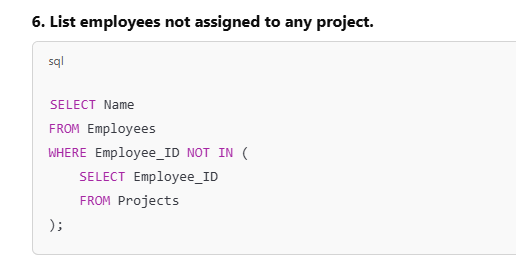 6. List employees not assigned to any project.
sql
SELECT Name
FROM Employees
WHERE Employee_ID NOT IN (
    SELECT Employee_ID
    FROM Projects
);